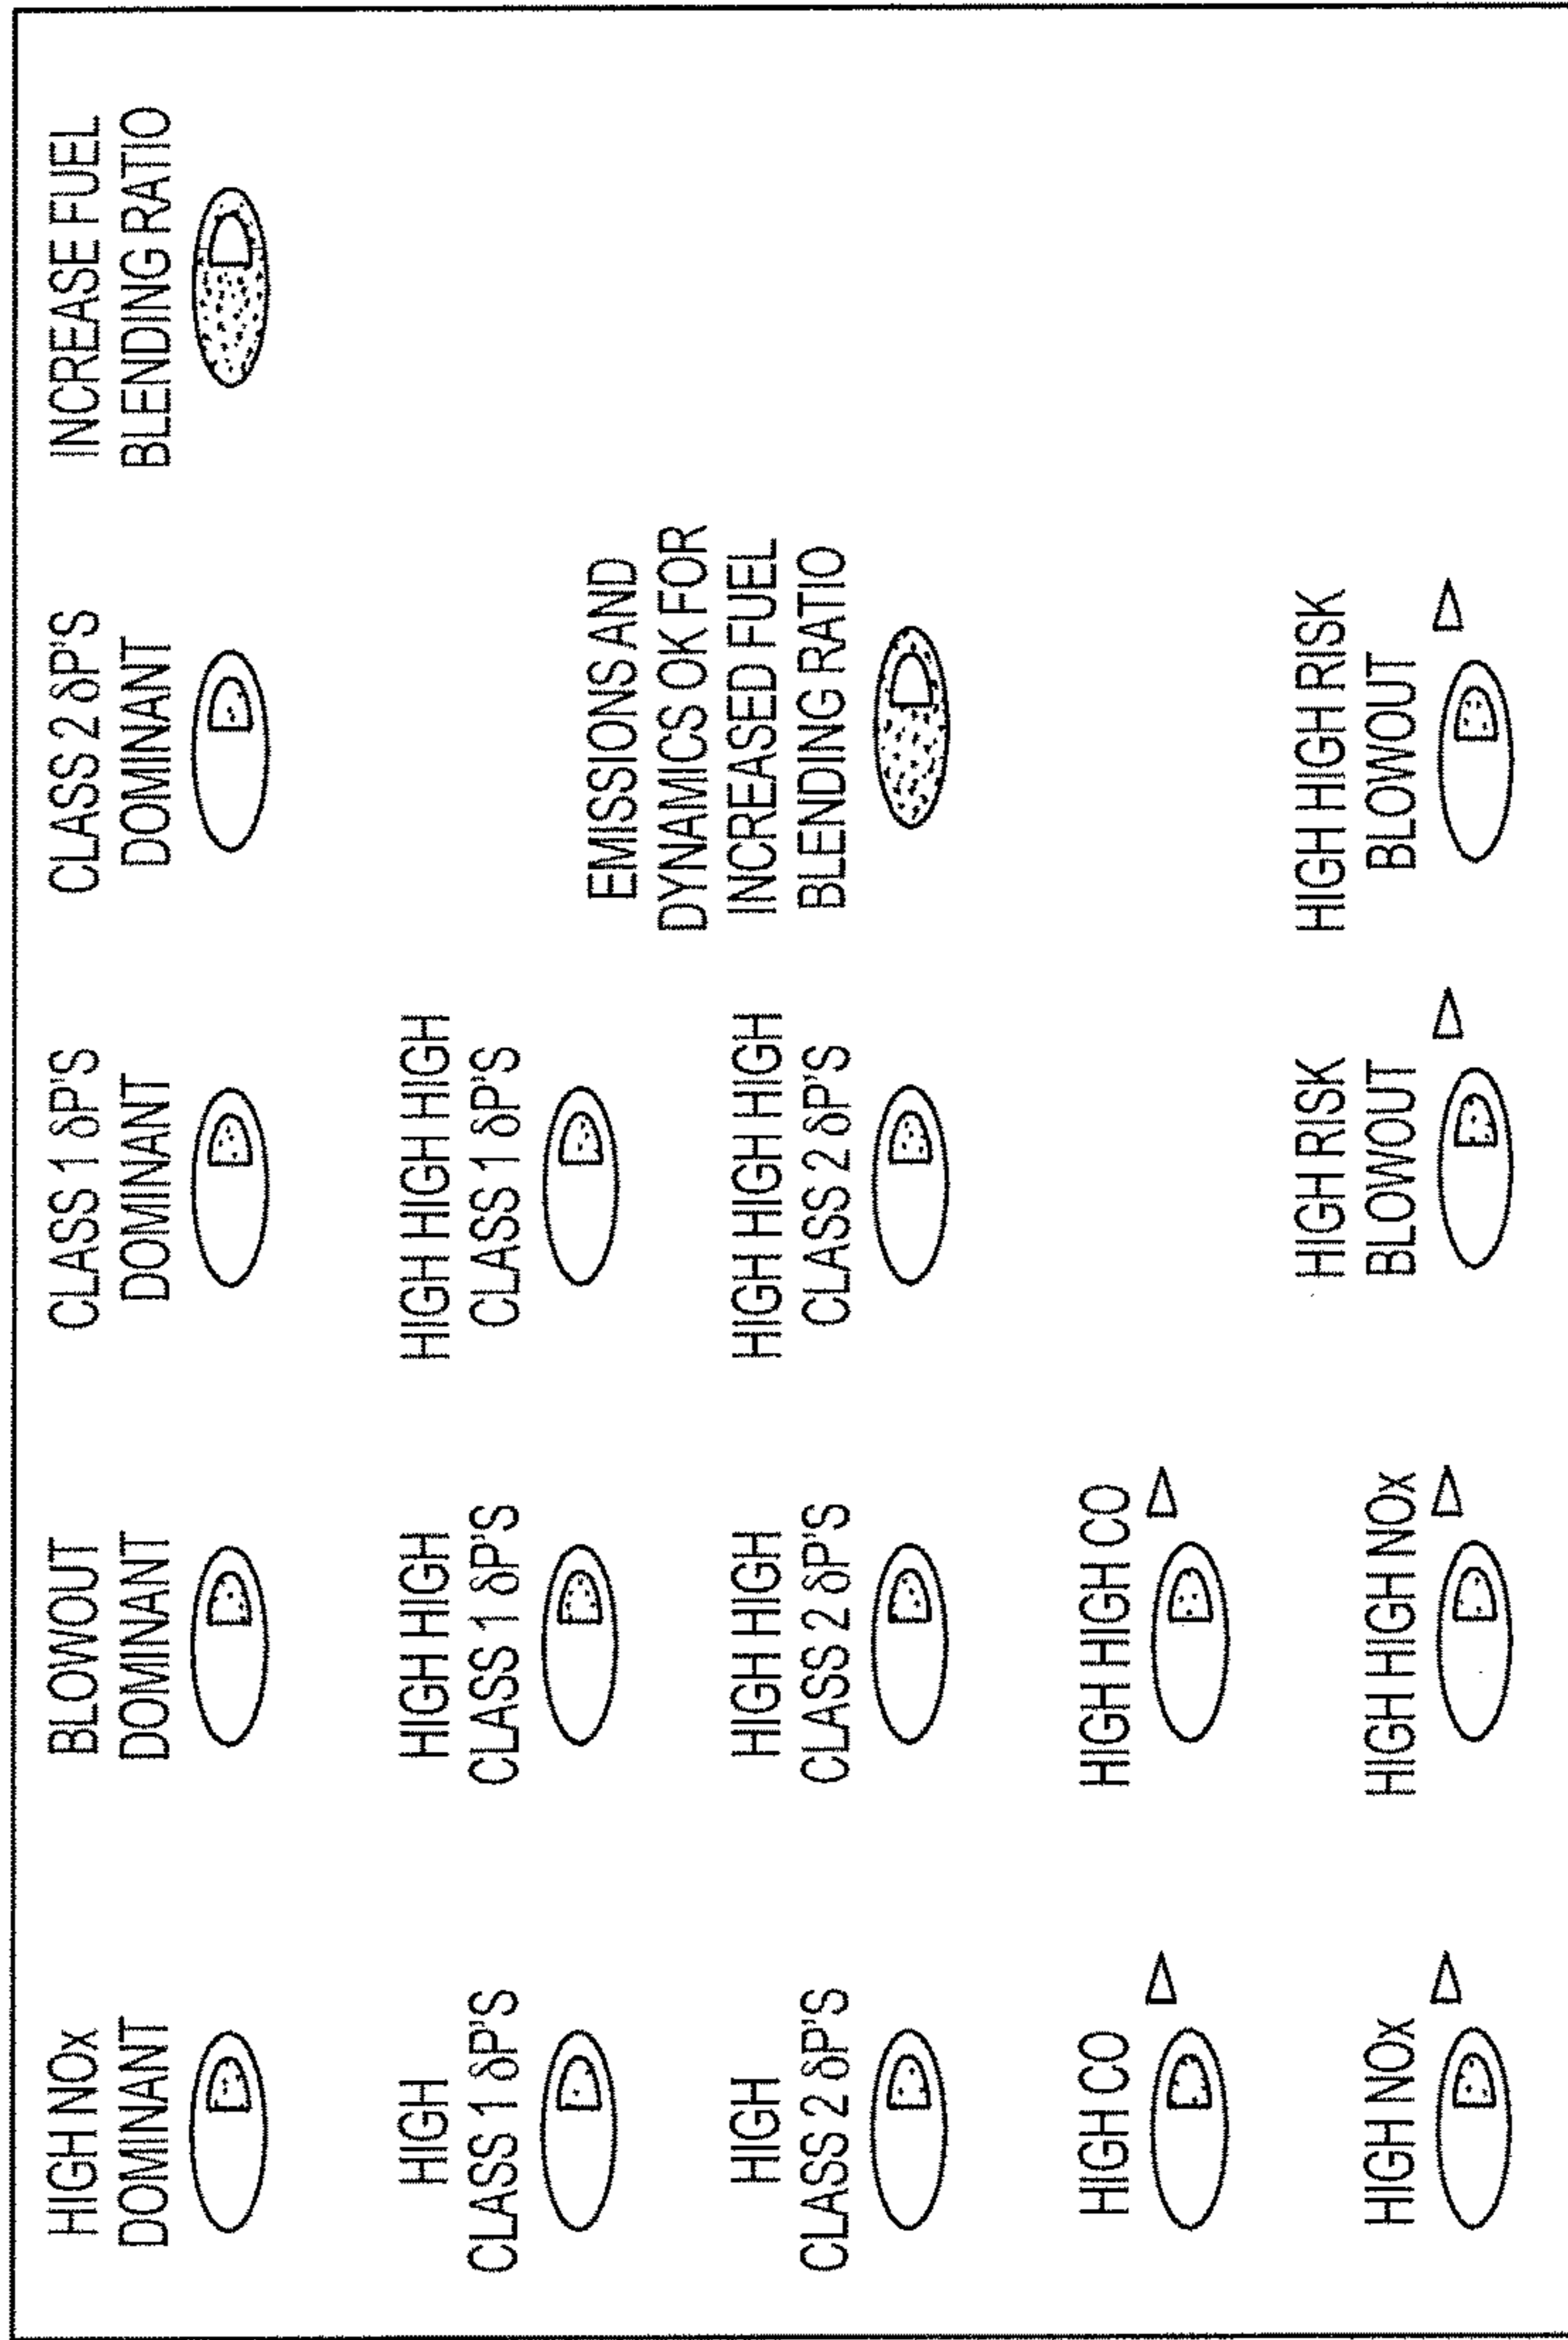 HIGH NOx
DOMINANT
BLOWOUT
DOMINANT
CLASS 1 δP'S
DOMINANT
CLASS 2 δP'S
DOMINANT
INCREASE FUEL
BLENDING RATIO
HIGH
CLASS 1 δP'S
HIGH HIGH
CLASS 1 δP'S
HIGH HIGH HIGH
CLASS 1 δP'S
HIGH
CLASS 2 δP'S
HIGH HIGH
CLASS 2 δP'S
HIGH HIGH HIGH
CLASS 2 δP'S
EMISSIONS AND
DYNAMICS OK FOR
INCREASED FUEL
BLENDING RATIO
HIGH CO
HIGH HIGH CO
HIGH NOx
HIGH HIGH NOx
HIGH RISK
BLOWOUT
HIGH HIGH RISK
BLOWOUT